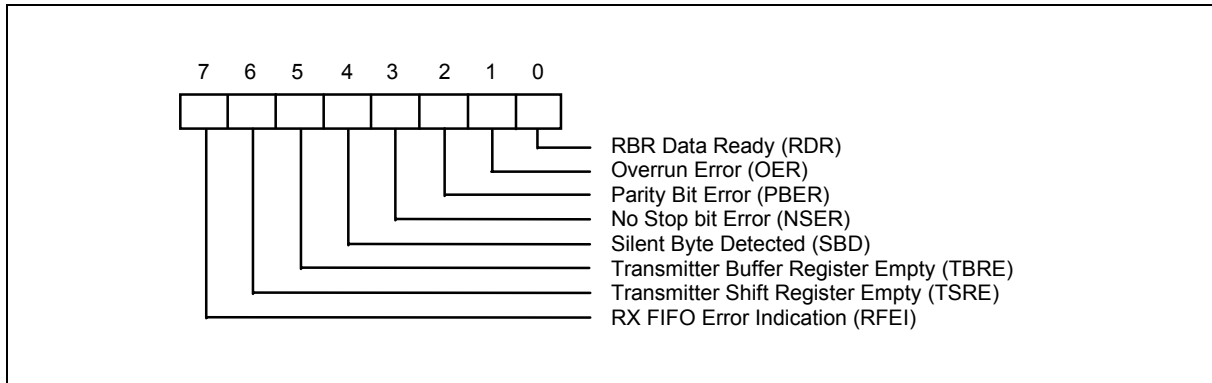 7 6 5 4 3 2 1 0
RBR Data Ready (RDR)
Overrun Error (OER)
Parity Bit Error (PBER)
No Stop bit Error (NSER)
Silent Byte Detected (SBD)
Transmitter Buffer Register Empty (TBRE)
Transmitter Shift Register Empty (TSRE)
RX FIFO Error Indication (RFEI)